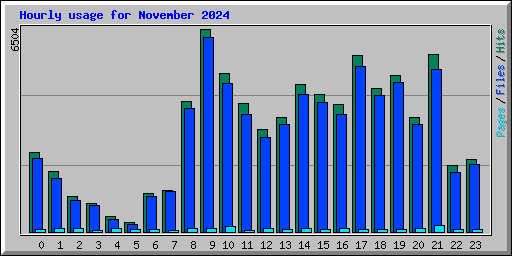 Hourly usage for November 2024
6504
Pages/Files/Hits
0 1 2 3 4 5 6 7 8 9 10 11 12 13 14 15 16 17 18 19 20 21 22 23